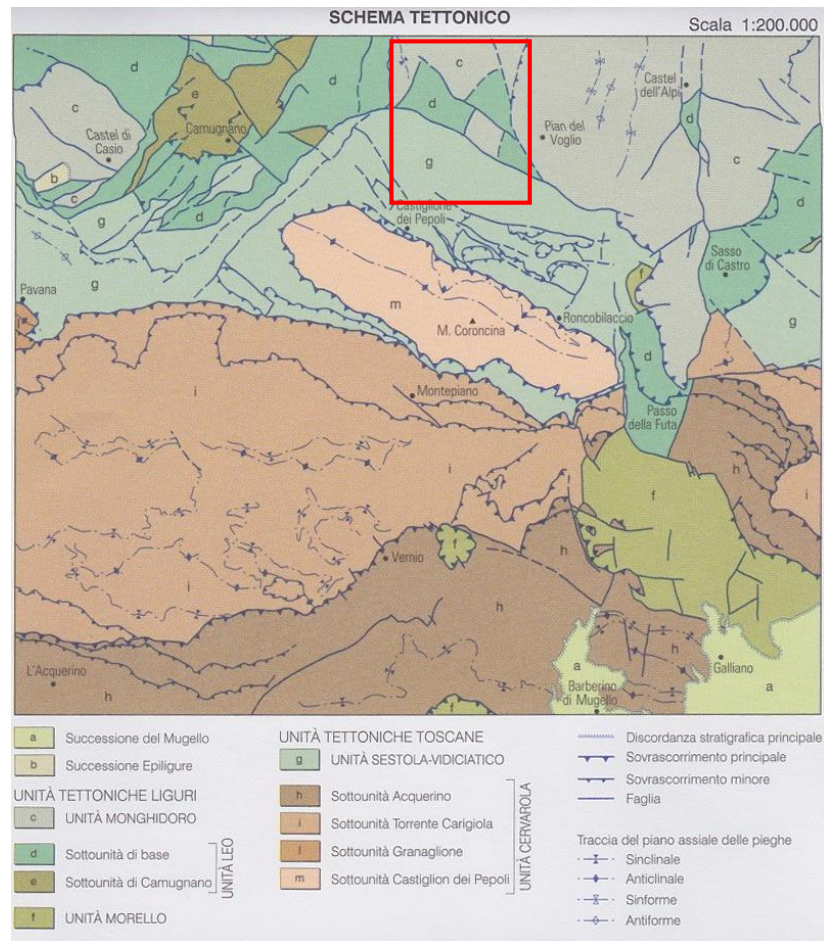 SCHEMA TETTONICO
Scala 1:200.000
d
d
c
e
Castel
dell'Alpi
c
d
d
Camugnano
Castel di
Casio
Pian del
Voglio
c
g
b
c
d
d
g
Castiglione
dei Pepoli
g
Sasso
di Castro
f
Pavana
m
M. Coroncina
Roncobilaccio
g
d
i
Montepiano
Passo
della Futa
h
i
i
f
f
Vernio
h
i
h
L'Acquerino
h
a
Galliano
Barberino
di Mugello
a
f
a Successione del Mugello
b Successione Epiligure
UNITÀ TETTONICHE LIGURI
c UNITÀ MONGHIDORO
d Sottounità di base
e Sottounità di Camugnano
UNITÀ LEO
f UNITÀ MORELLO
UNITÀ TETTONICHE TOSCANE
g UNITÀ SESTOLA-VIDICIATICO
h Sottounità Acquerino
i Sottounità Torrente Carigiola
l Sottounità Granaglione
m Sottounità Castiglion dei Pepoli
UNITÀ CERVAROLA
Discordanza stratigrafica principale
Sovrascorrimento principale
Sovrascorrimento minore
Faglia
Traccia del piano assiale delle pieghe
Sinclinale
Anticlinale
Sinforme
Antiforme